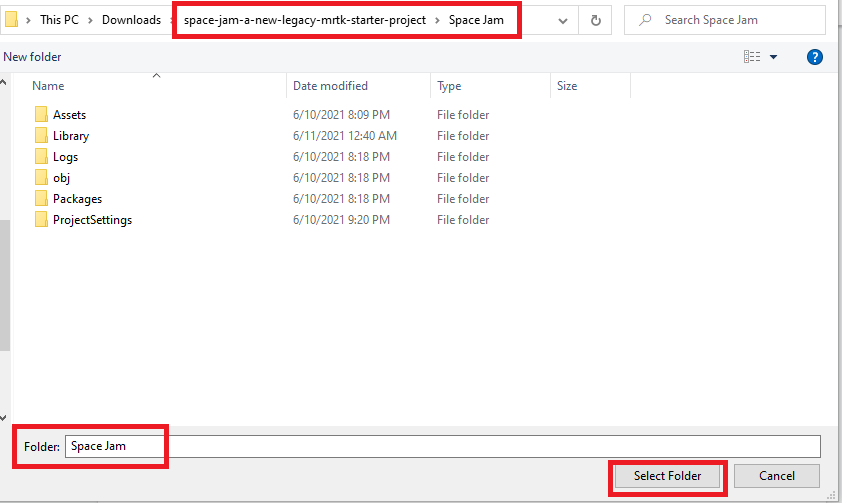 This PC > Downloads > space-jam-a-new-legacy-mrtk-starter-project > Space Jam Search Space Jam
New folder ?
Name Date modified Type Size
Assets 6/10/2021 8:09 PM File folder
Library 6/11/2021 12:40 AM File folder
Logs 6/10/2021 8:18 PM File folder
obj 6/10/2021 8:18 PM File folder
Packages 6/10/2021 8:18 PM File folder
ProjectSettings 6/10/2021 9:20 PM File folder
Folder: Space Jam
Select Folder Cancel